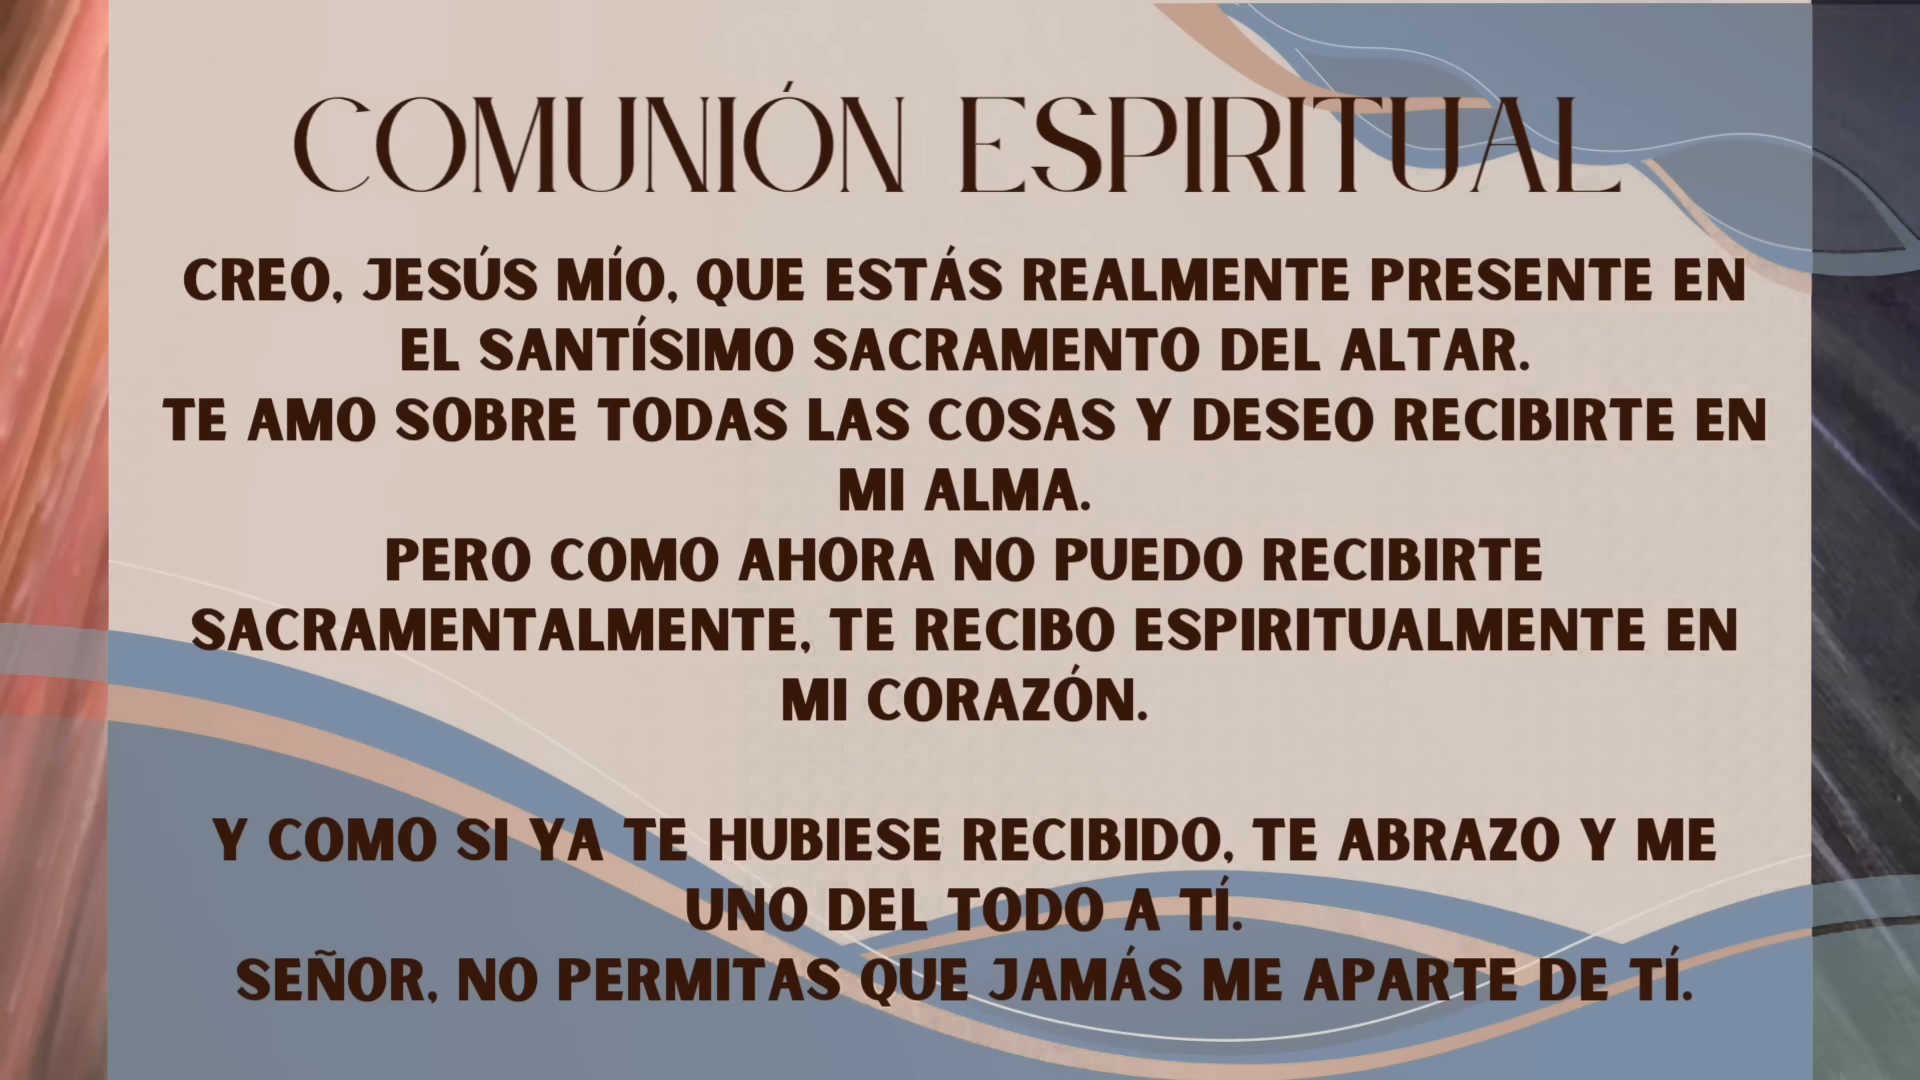 COMUNIÓN ESPIRITUAL
CREO, JESÚS MÍO, QUE ESTÁS REALMENTE PRESENTE EN
EL SANTÍSIMO SACRAMENTO DEL ALTAR.
TE AMO SOBRE TODAS LAS COSAS Y DESEO RECIBIRTE EN
MI ALMA.
PERO COMO AHORA NO PUEDO RECIBIRTE
SACRAMENTALMENTE, TE RECIBO ESPIRITUALMENTE EN
MI CORAZÓN.
Y COMO SI YA TE HUBIESE RECIBIDO, TE ABRAZO Y ME
UNO DEL TODO A TÍ.
SEÑOR, NO PERMITAS QUE JAMÁS ME APARTE DE TÍ.